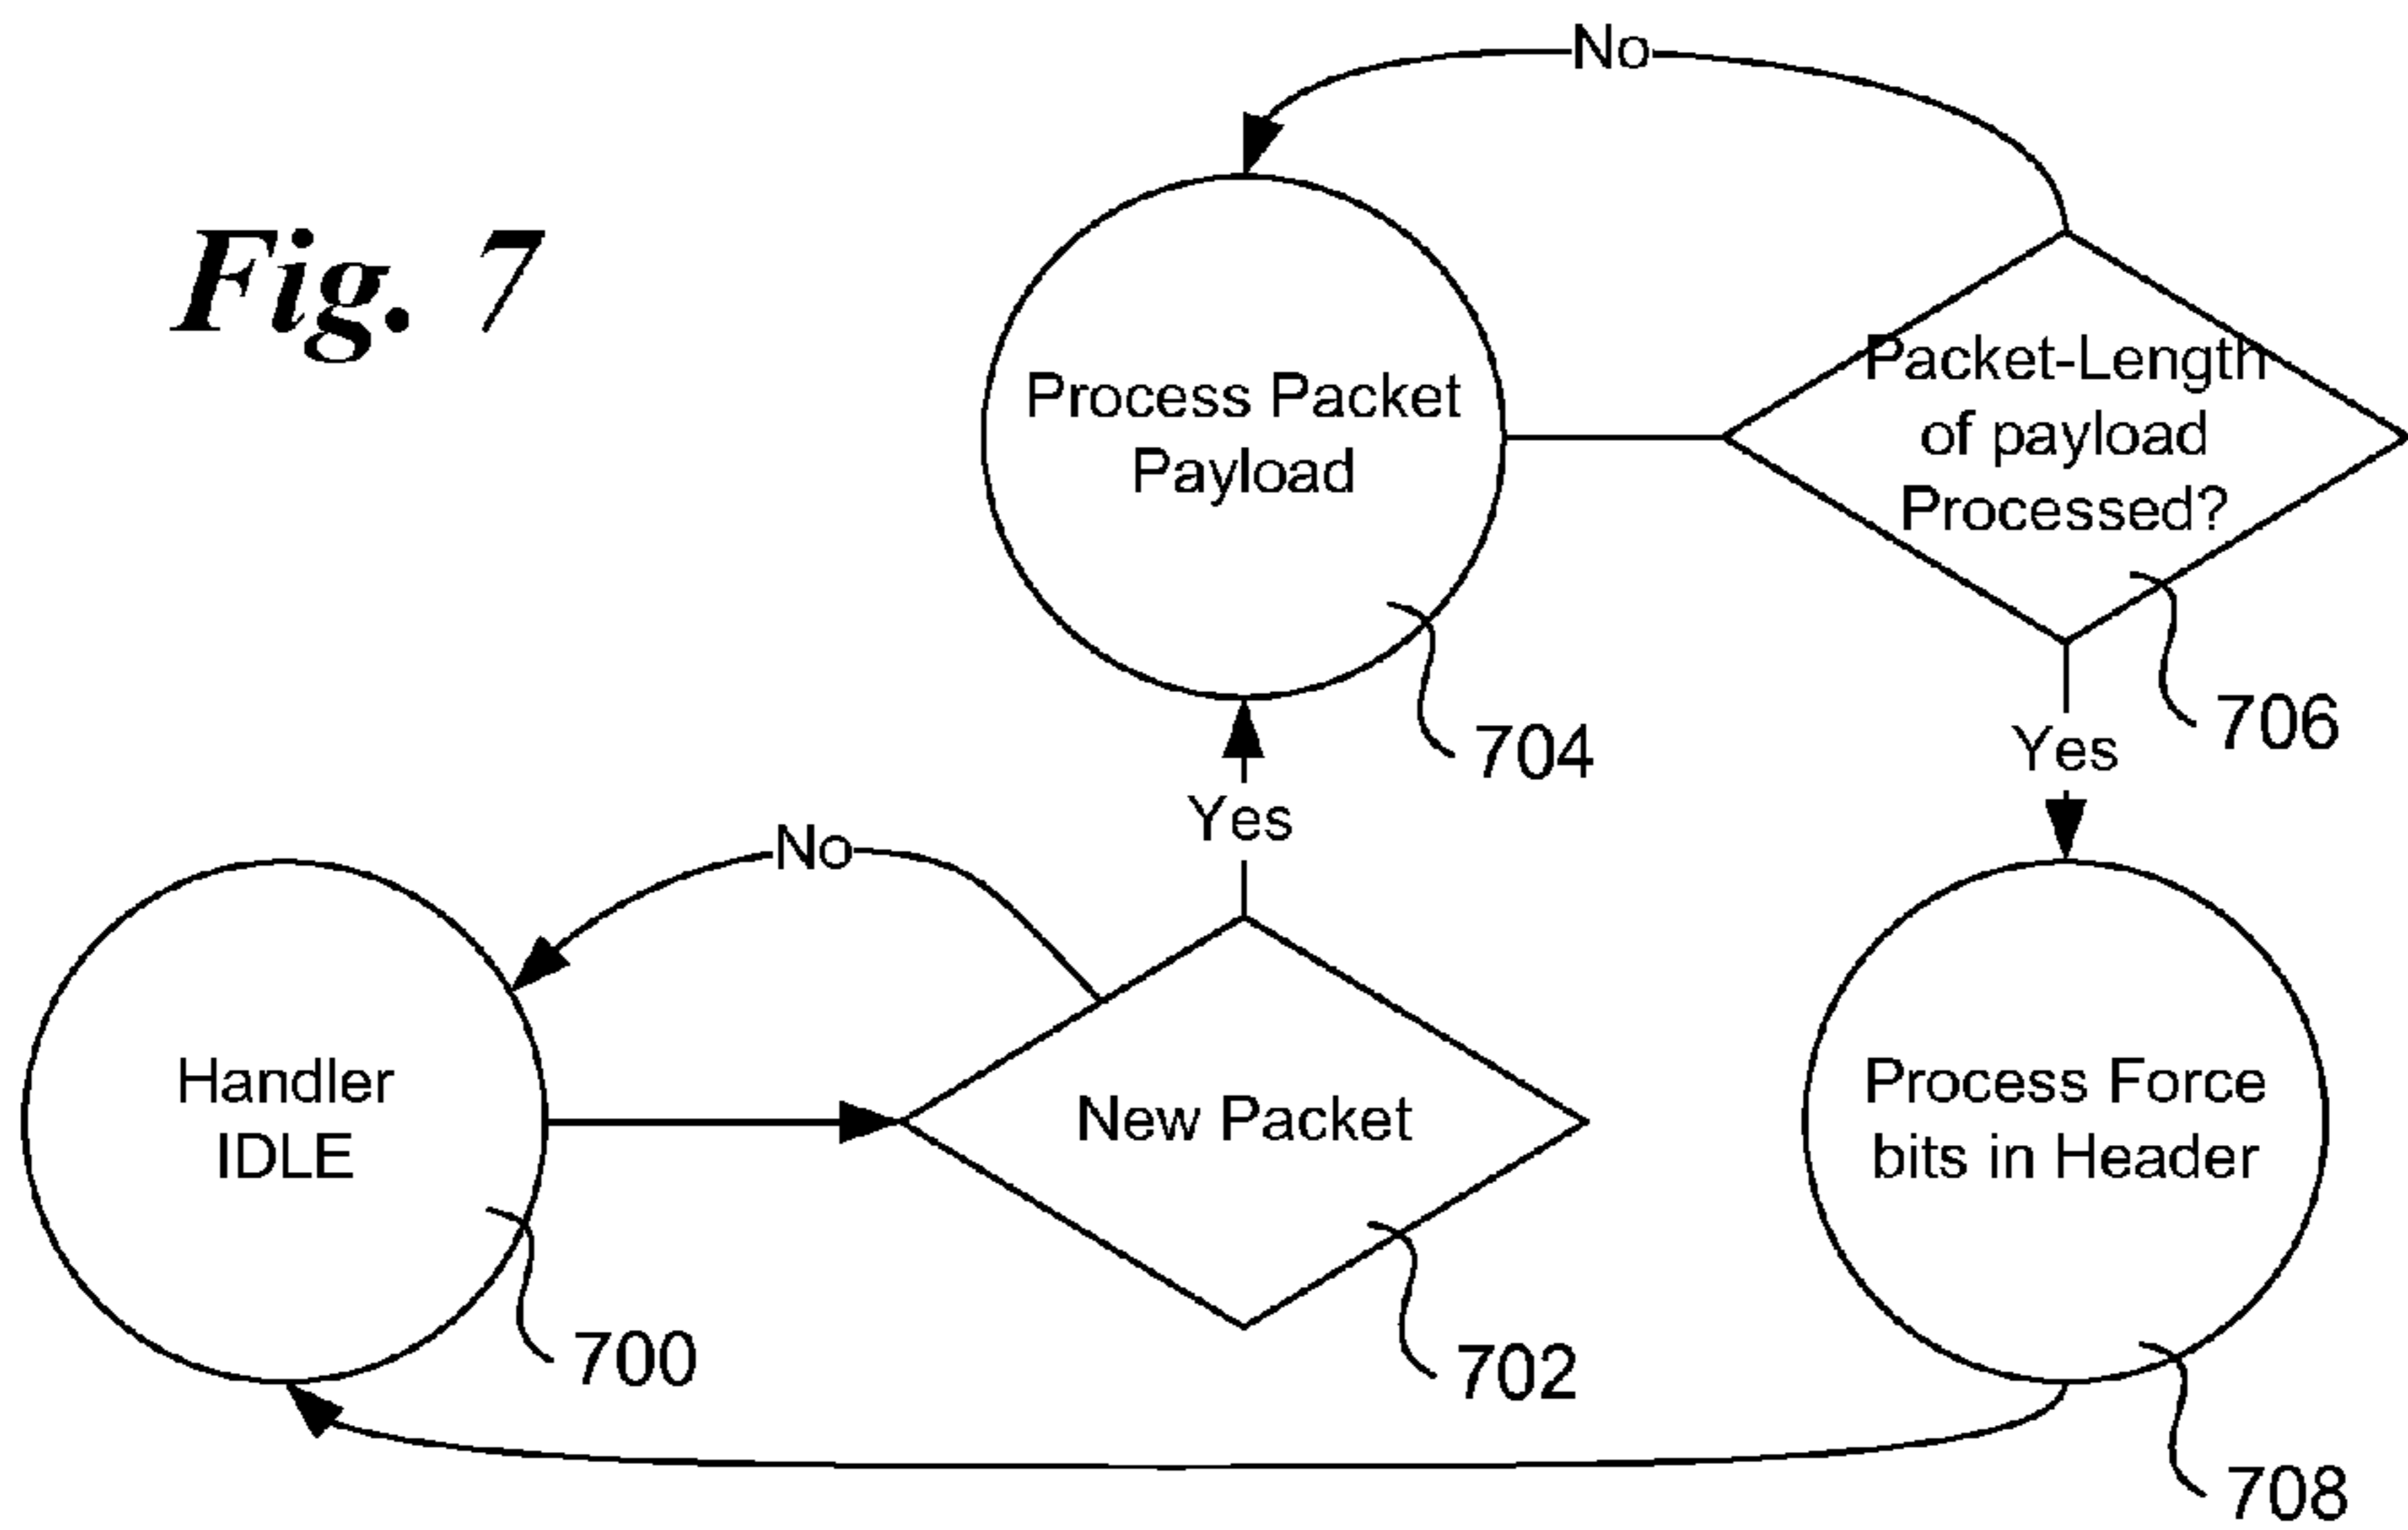 Fig. 7
No
Process Packet
Payload
Packet-Length
of payload
Processed?
704
706
Yes
Yes
No
Handler
IDLE
New Packet
Process Force
bits in Header
700
702
708